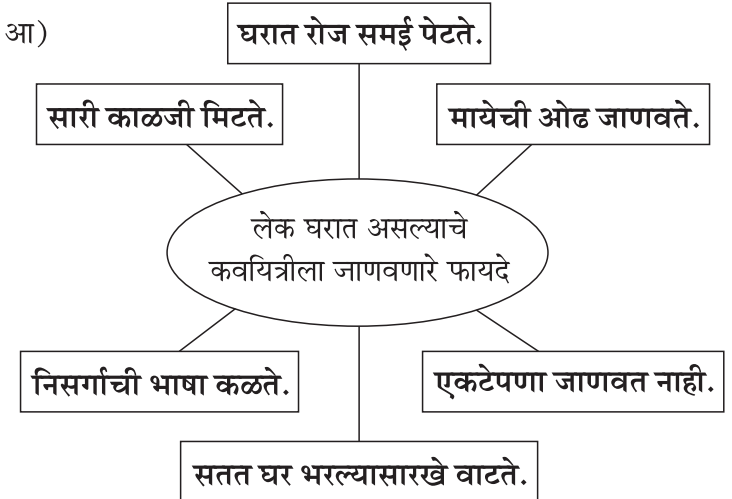 आ)
घरात रोज समई पेटते.
सारी काळजी मिटते.
मायेची ओढ जाणवते.
लेक घरात असल्याचे
कवयित्रीला जाणवणारे फायदे
निसर्गाची भाषा कळते.
एकटेपणा जाणवत नाही.
सतत घर भरल्यासारखे वाटते.